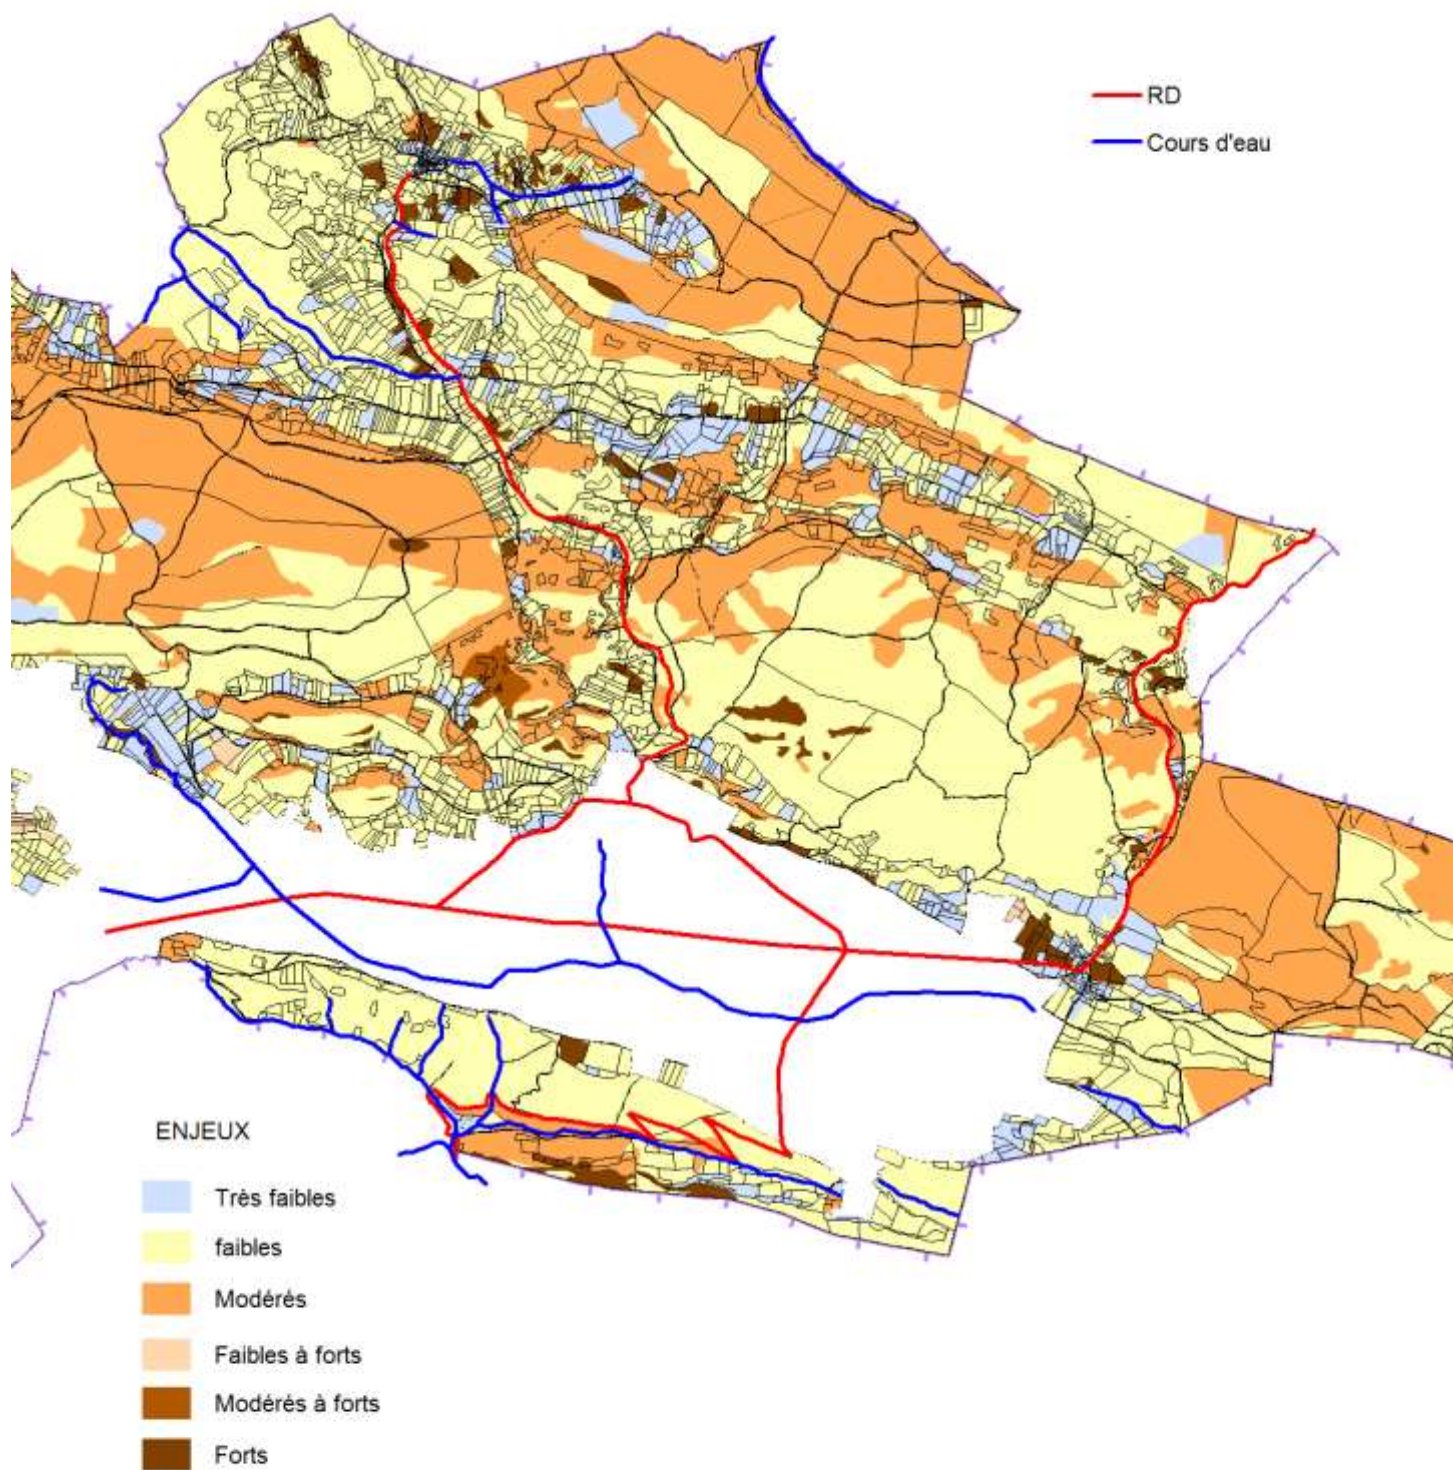 RD
Cours d'eau
ENJEUX
Très faibles
faibles
Modérés
Faibles à forts
Modérés à forts
Forts